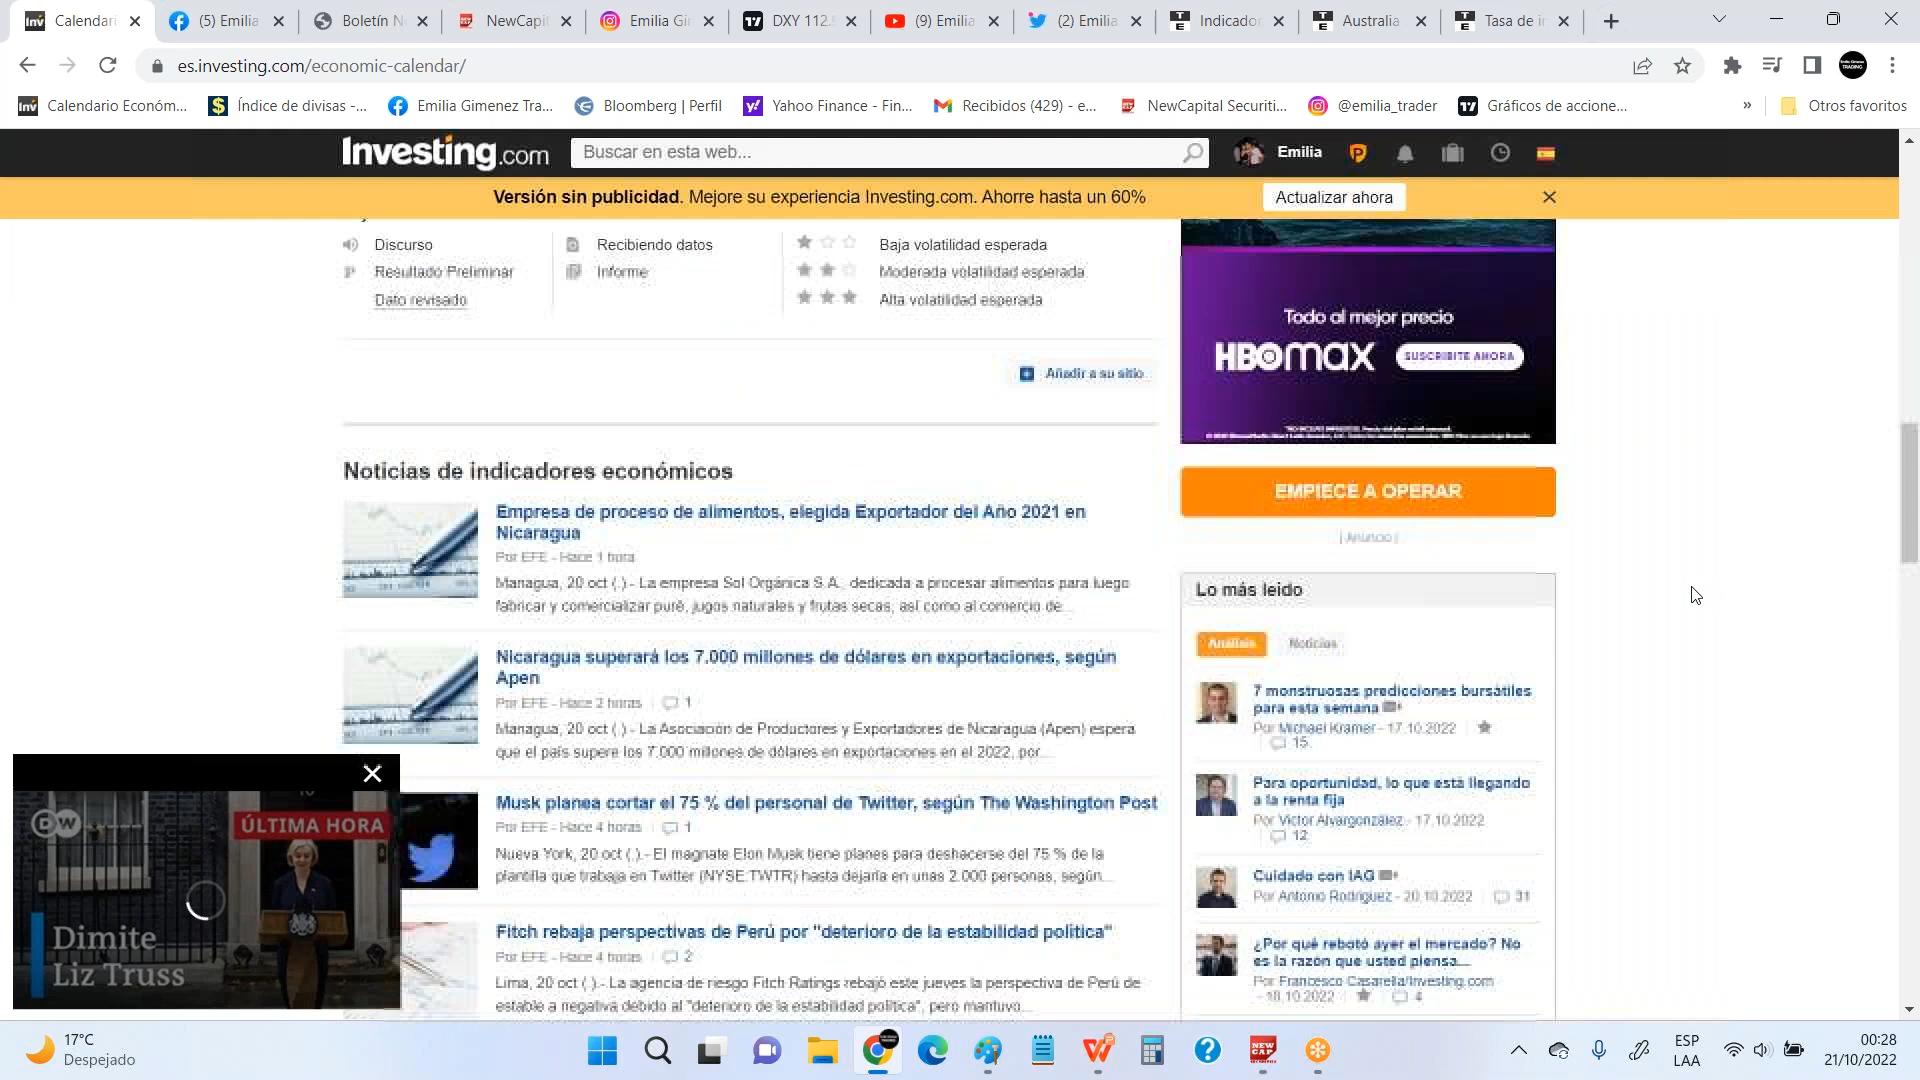 Calendari
(5) Emilia
Boletín N
NewCapit
Emilia Gi
DXY 112.
(9) Emilia
(2) Emilia
Indicador
Australia
Tasa de i
es.investing.com/economic-calendar/
Calendario Económ...
Índice de divisas -...
Emilia Gimenez Tra...
Bloomberg | Perfil
Yahoo Finance - Fin...
Recibidos (429) - e...
NewCapital Securiti...
@emilia_trader
Gráficos de accione...
»
Otros favoritos
Investing.com
Buscar en esta web...
Emilia
Versión sin publicidad. Mejore su experiencia Investing.com. Ahorre hasta un 60%
Actualizar ahora
Discurso
Recibiendo datos
Baja volatilidad esperada
Resultado Preliminar
Informe
Moderada volatilidad esperada
Dato revisado
Alta volatilidad esperada
Todo al mejor precio
HBOMAX
SUSCRIBITE AHORA
Añadir a su sitio
EMPIECE A OPERAR
| Anuncio |
Noticias de indicadores económicos
Empresa de proceso de alimentos, elegida Exportador del Año 2021 en
Nicaragua
Por EFE - Hace 1 hora
Managua, 20 oct (.).- La empresa Sol Orgánica S.A., dedicada a procesar alimentos para luego
fabricar y comercializar puré, jugos naturales y frutas secas, así como al comercio de...
Nicaragua superará los 7.000 millones de dólares en exportaciones, según
Apen
Por EFE - Hace 2 horas 1
Managua, 20 oct (.).- La Asociación de Productores y Exportadores de Nicaragua (Apen) espera
que el país supere los 7.000 millones de dólares en exportaciones en el 2022, por...
Musk planea cortar el 75 % del personal de Twitter, según The Washington Post
Por EFE - Hace 4 horas 1
Nueva York, 20 oct (.).- El magnate Elon Musk tiene planes para deshacerse del 75 % de la
plantilla que trabaja en Twitter (NYSE:TWTR) hasta dejarla en unas 2.000 personas, según...
Fitch rebaja perspectivas de Perú por "deterioro de la estabilidad política"
Por EFE - Hace 4 horas 2
Lima, 20 oct (.).- La agencia de riesgo Fitch Ratings rebajó este jueves la perspectiva de Perú de
estable a negativa debido al "deterioro de la estabilidad política", pero mantuvo...
Lo más leído
Análisis
Noticias
7 monstruosas predicciones bursátiles
para esta semana
Por Michael Kramer - 17.10.2022
15
Para oportunidad, lo que está llegando
a la renta fija
Por Victor Alvargonzález - 17.10.2022
12
Cuidado con IAG
Por Antonio Rodríguez - 20.10.2022 31
¿Por qué rebotó ayer el mercado? No
es la razón que usted piensa...
Por Francesco Casarella/Investing.com
- 18.10.2022 4
DW
ÚLTIMA HORA
Dimite
Liz Truss
17°C
Despejado
NEW
CAP
ESP
LAA
00:28
21/10/2022